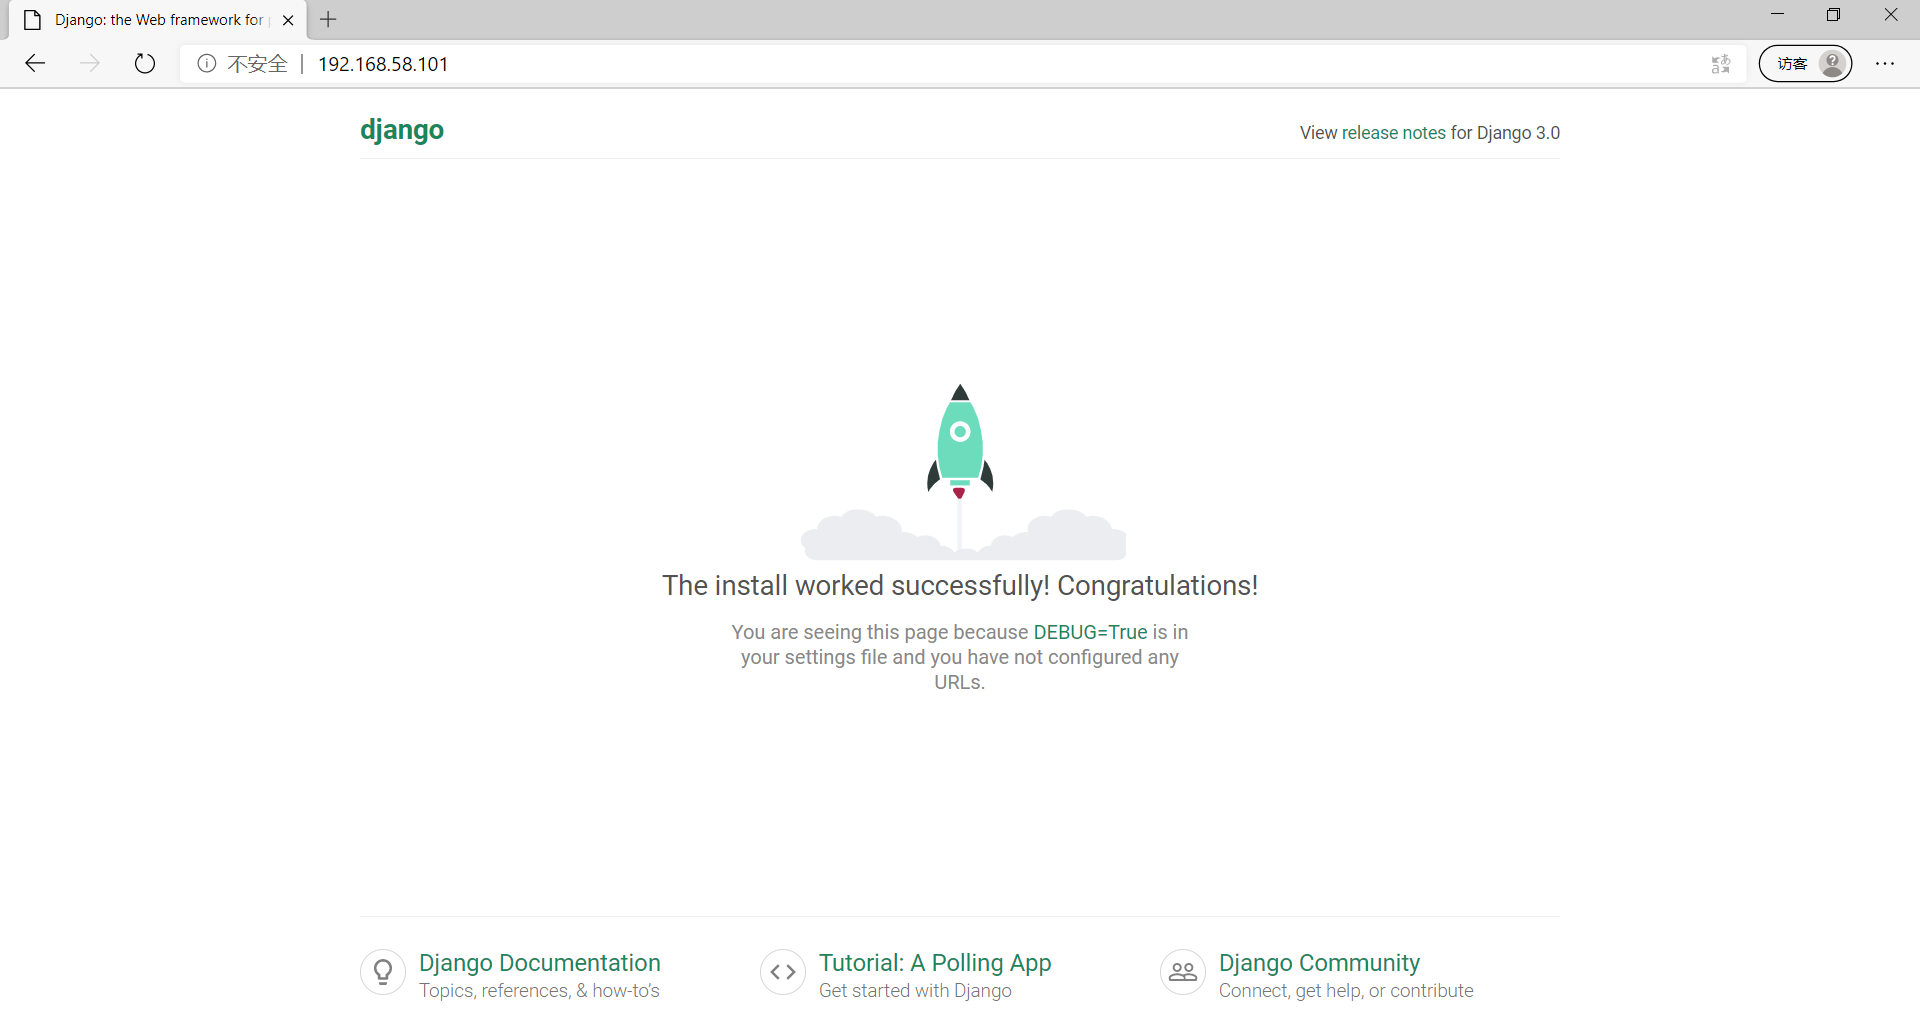 Django: the Web framework for
不安全 192.168.58.101
访客
django
View release notes for Django 3.0
The install worked successfully! Congratulations!
You are seeing this page because DEBUG=True is in
your settings file and you have not configured any
URLs.
Django Documentation
Topics, references, & how-to’s
Tutorial: A Polling App
Get started with Django
Django Community
Connect, get help, or contribute